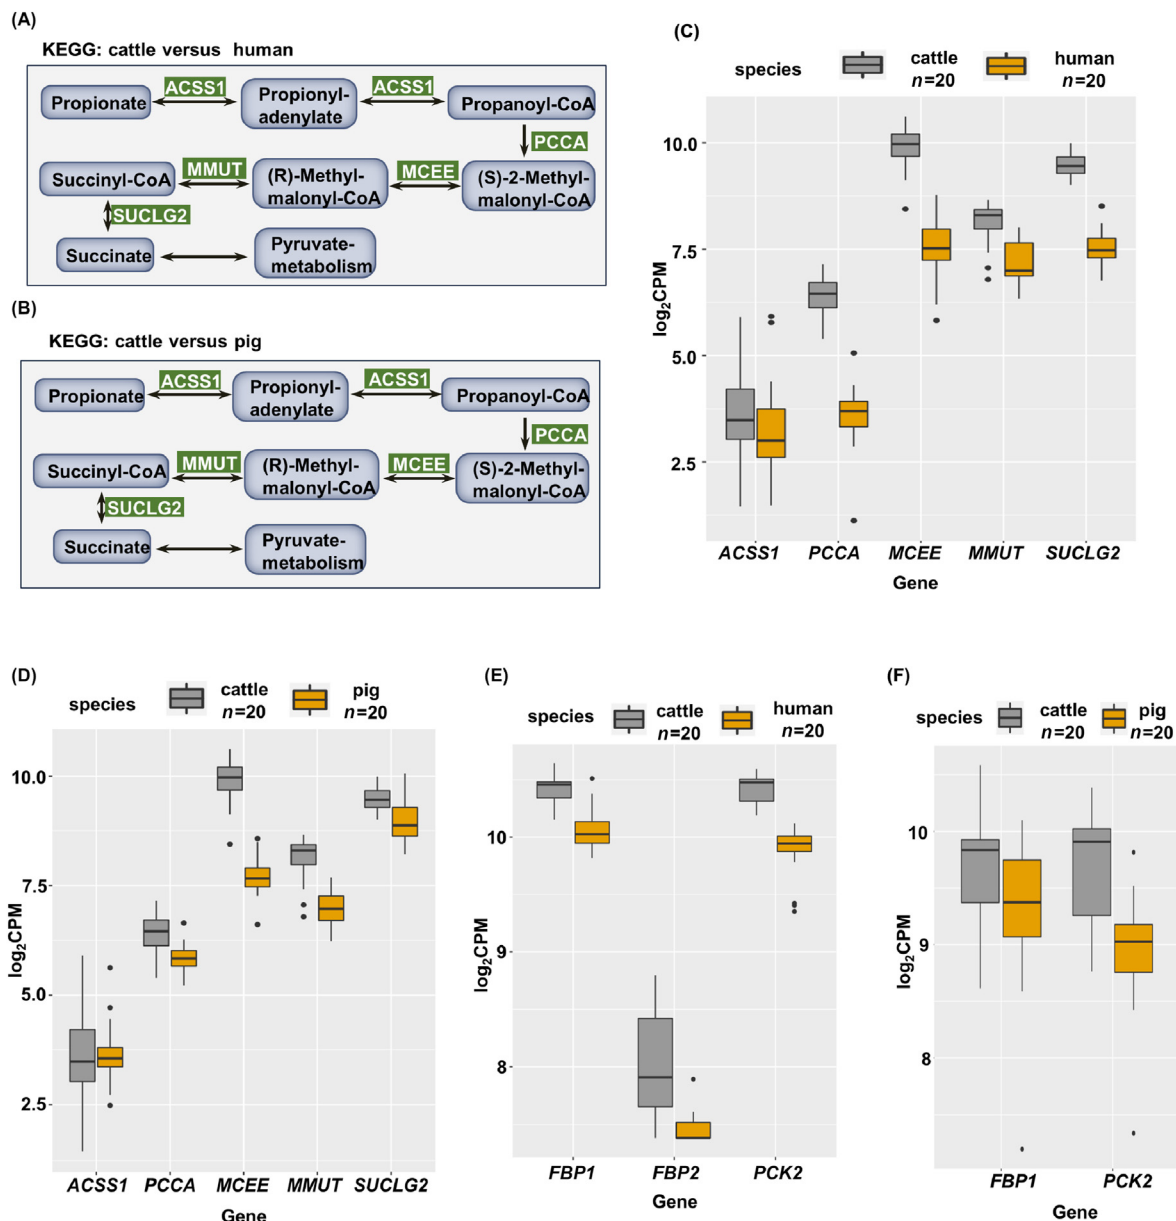 (A)
KEGG: cattle versus human
Propionate
ACSS1
Propionyl-
adenylate
ACSS1
Propanoyl-CoA
PCCA
Succinyl-CoA
MMUT
(R)-Methyl-
malonyl-CoA
MCEE
(S)-2-Methyl-
malonyl-CoA
SUCLG2
Succinate
Pyruvate-
metabolism
(B)
KEGG: cattle versus pig
Propionate
ACSS1
Propionyl-
adenylate
ACSS1
Propanoyl-CoA
PCCA
Succinyl-CoA
MMUT
(R)-Methyl-
malonyl-CoA
MCEE
(S)-2-Methyl-
malonyl-CoA
SUCLG2
Succinate
Pyruvate-
metabolism
(C)
species
cattle
n=20
human
n=20
log₂CPM
10.0
7.5
5.0
2.5
ACSS1 PCCA MCEE MMUT SUCLG2
Gene
(D)
species
cattle
n=20
pig
n=20
log₂CPM
10.0
7.5
5.0
2.5
ACSS1 PCCA MCEE MMUT SUCLG2
Gene
(E)
species
cattle
n=20
human
n=20
log₂CPM
10
9
8
FBP1 FBP2 PCK2
Gene
(F)
species
cattle
n=20
pig
n=20
log₂CPM
10
9
8
FBP1 PCK2
Gene